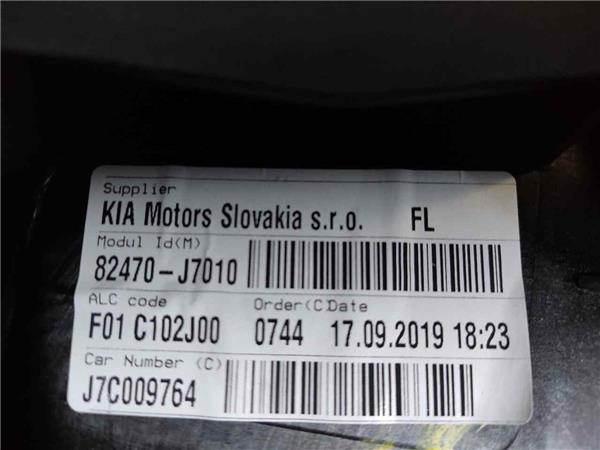 Supplier
KIA Motors Slovakia s.r.o. FL
Modul Id(M)
82470-J7010
ALC code Order(C)Date
F01 C102J00 0744 17.09.2019 18:23
Car Number (C)
J7C009764